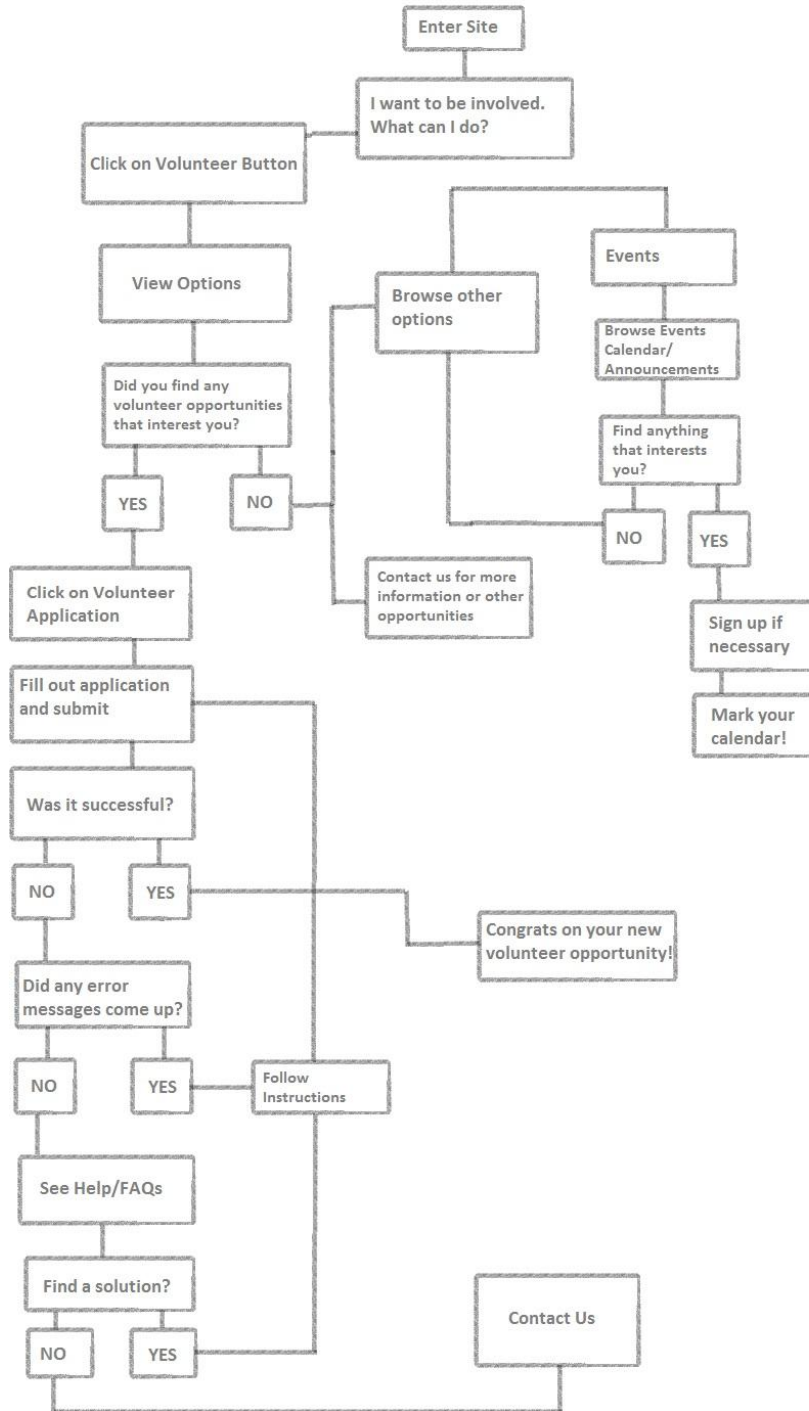 Enter Site
I want to be involved.
What can I do?
Click on Volunteer Button
View Options
Did you find any
volunteer opportunities
that interest you?
YES
NO
Browse other
options
Events
Browse Events
Calendar/
Announcements
Find anything
that interests
you?
NO
YES
Sign up if
necessary
Mark your
calendar!
Contact us for more
information or other
opportunities
Click on Volunteer
Application
Fill out application
and submit
Was it successful?
NO
YES
Congrats on your new
volunteer opportunity!
Did any error
messages come up?
NO
YES
Follow
Instructions
See Help/FAQs
Find a solution?
NO
YES
Contact Us